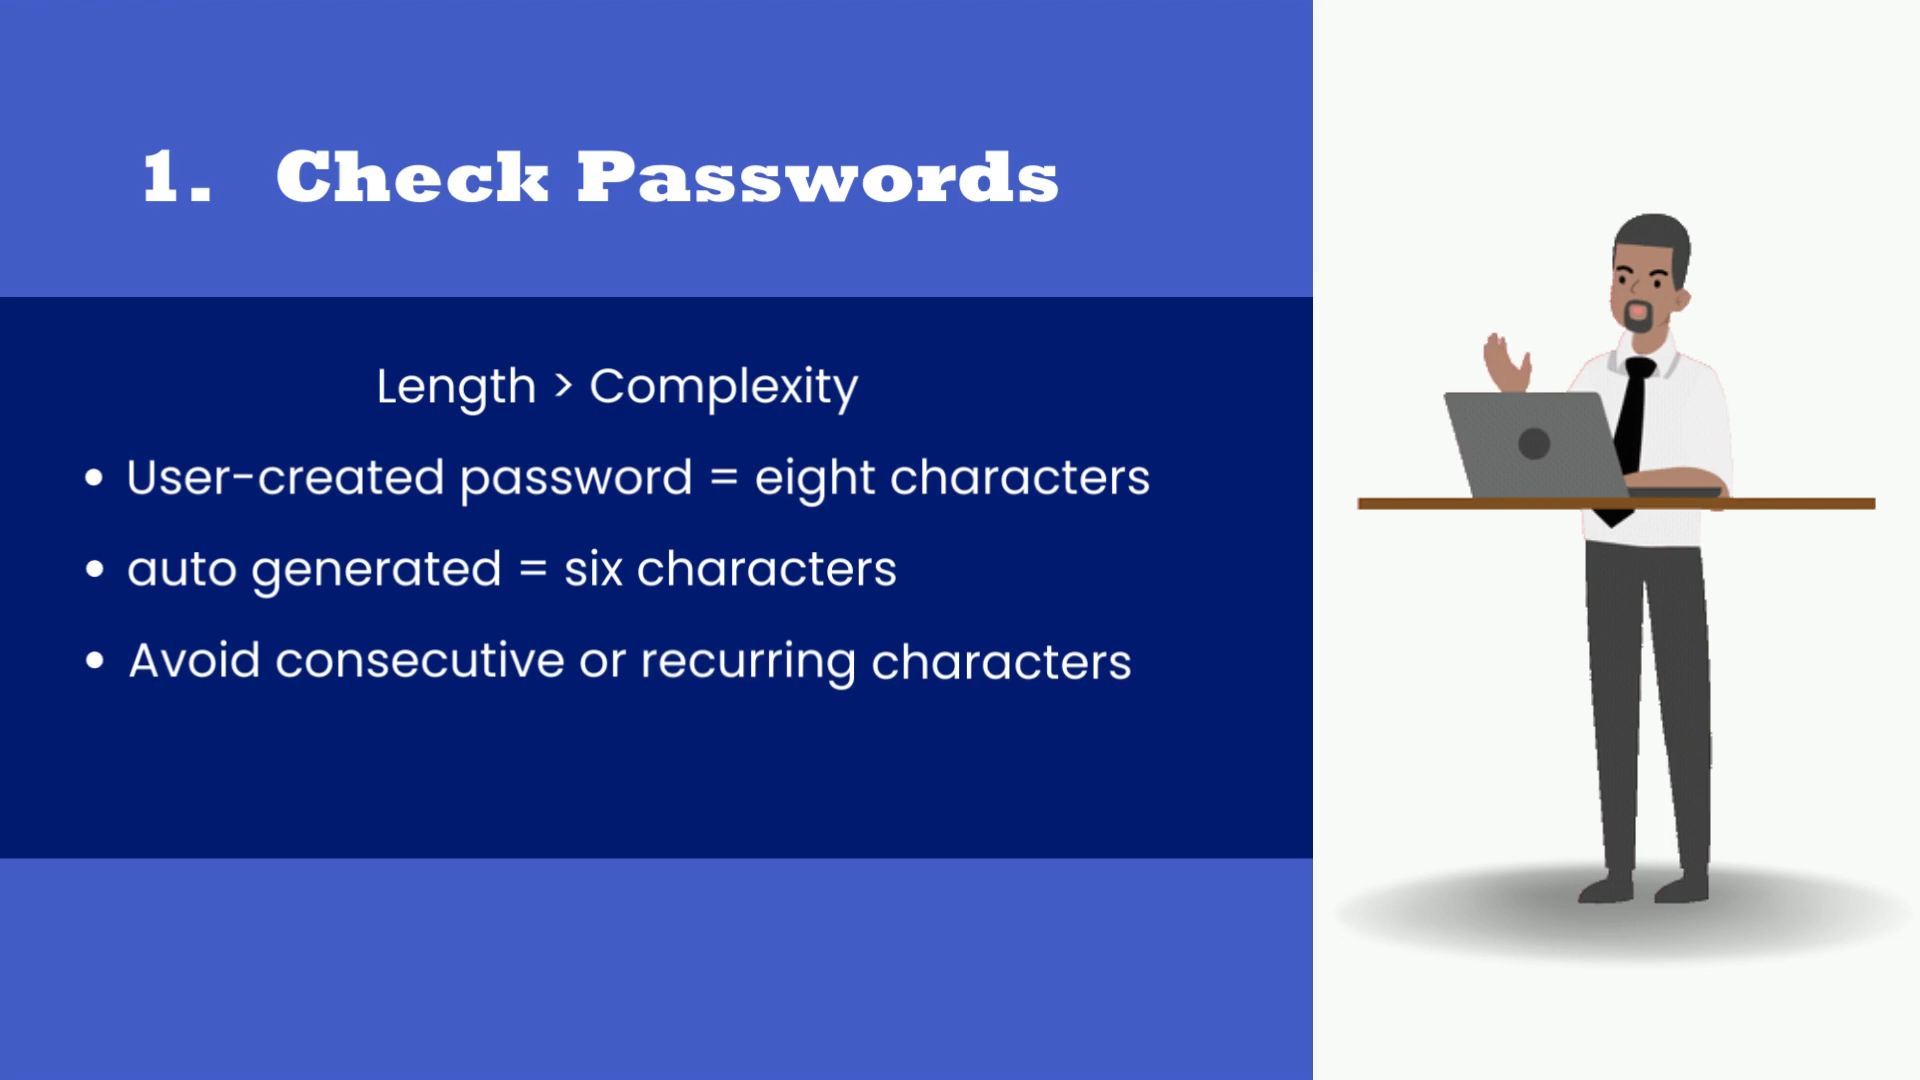 1. Check Passwords
Length > Complexity
• User-created password = eight characters
• auto generated = six characters
• Avoid consecutive or recurring characters